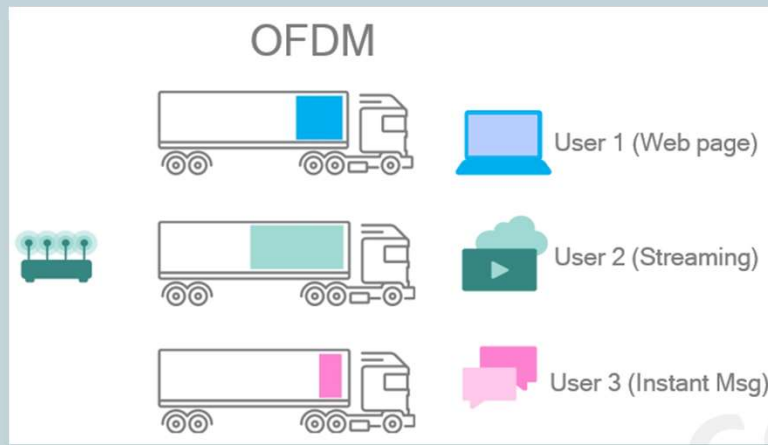 OFDM
User 1 (Web page)
User 2 (Streaming)
User 3 (Instant Msg)